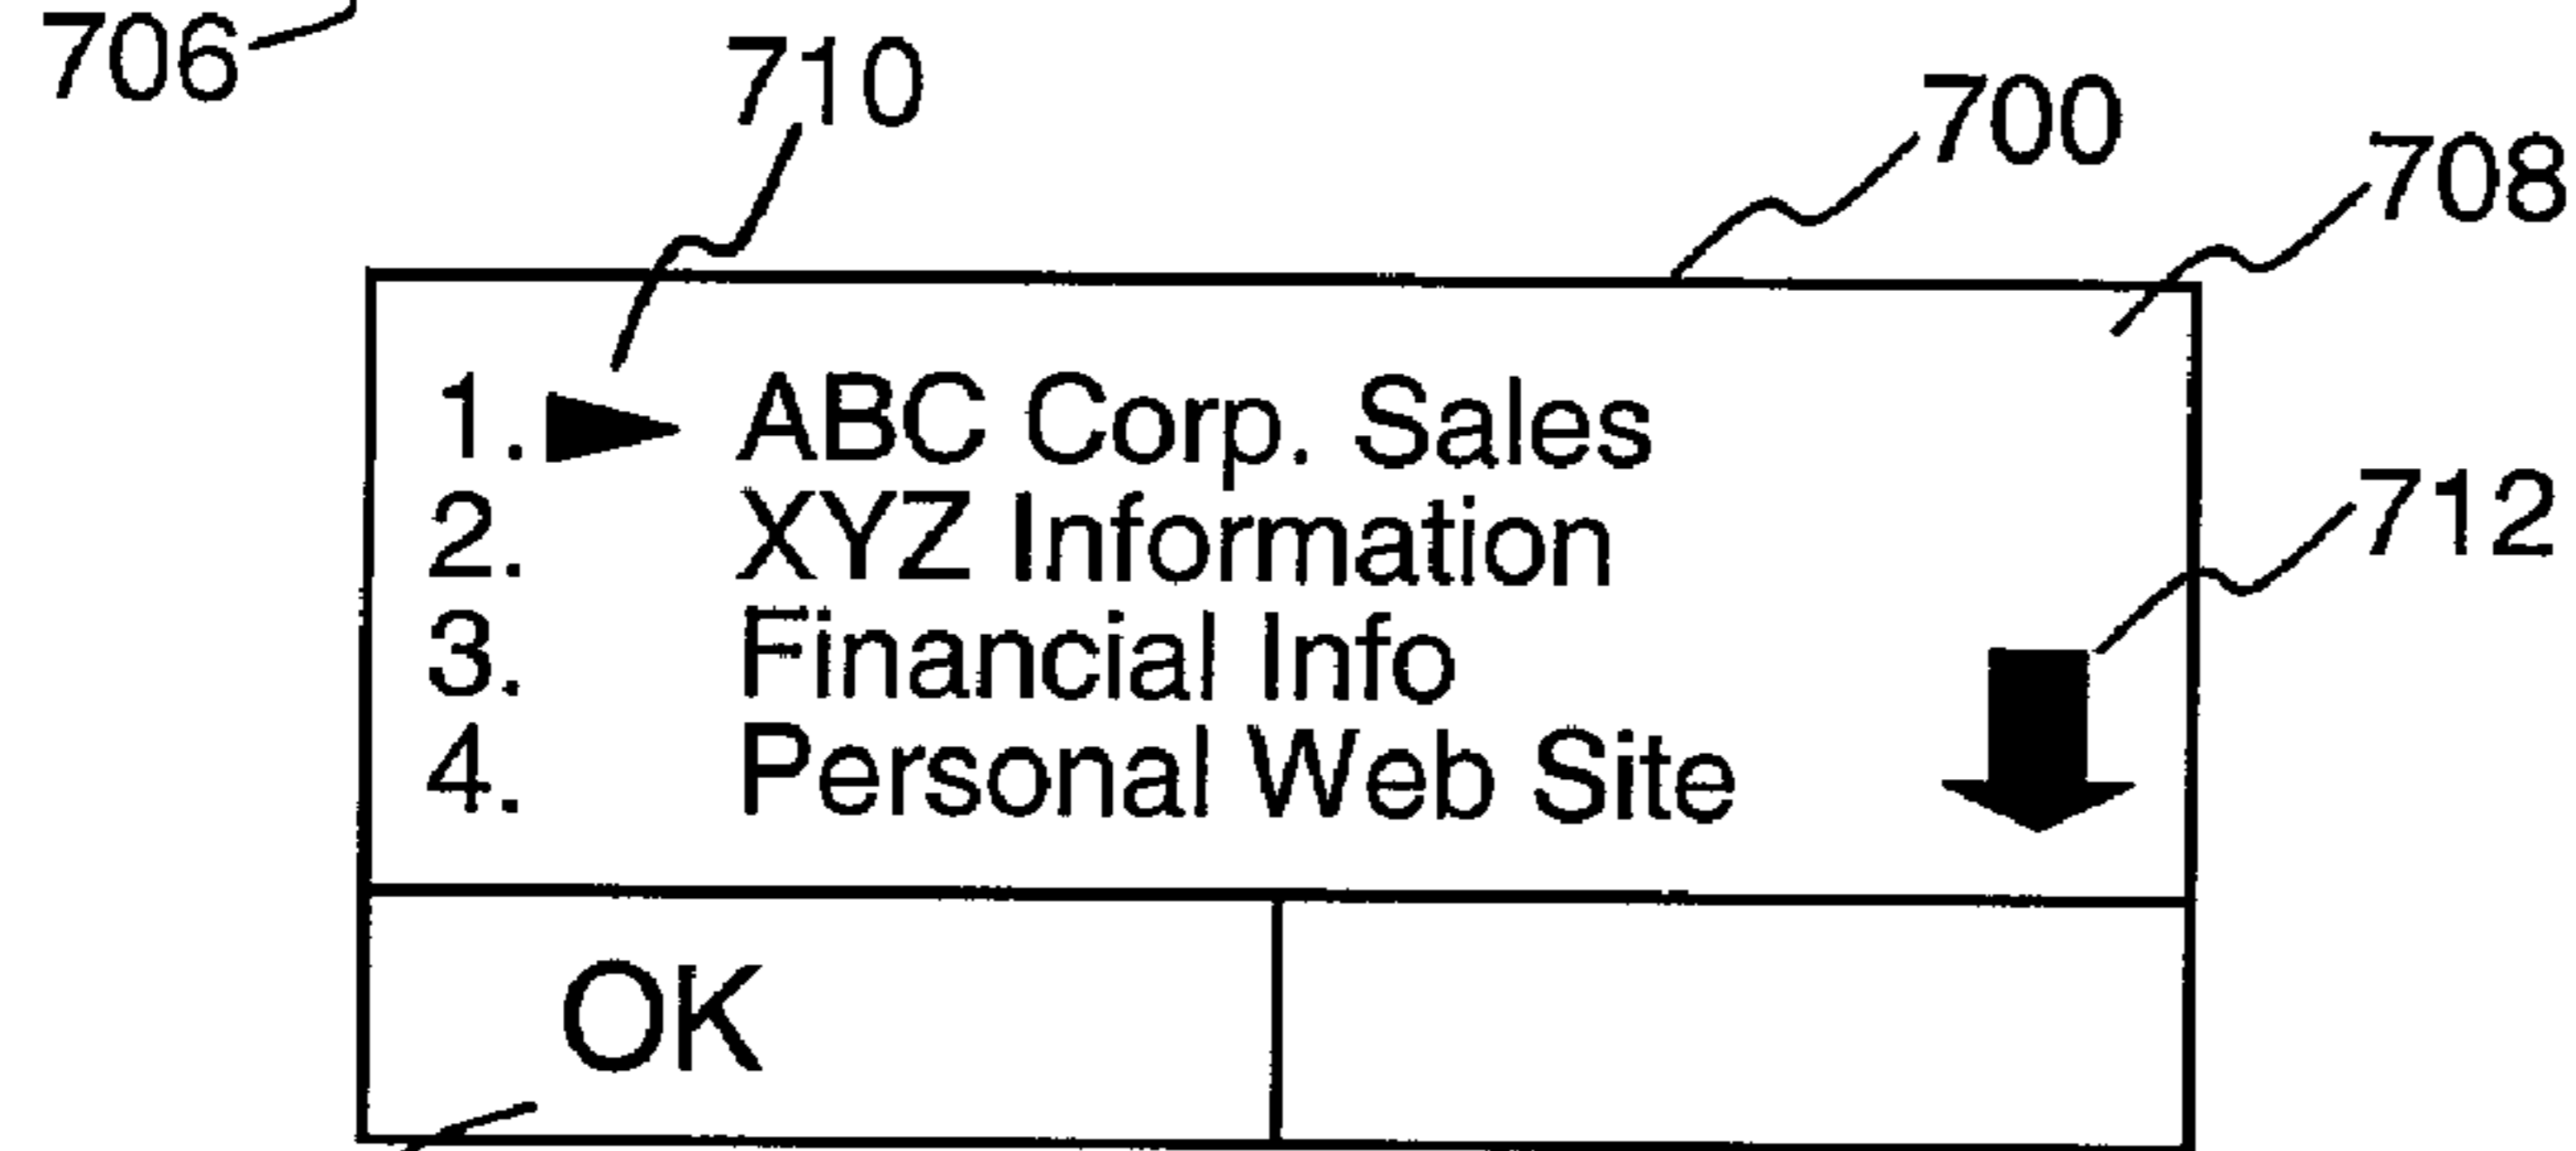 706
710
700
708
1. ABC Corp. Sales
2. XYZ Information
712
3. Financial Info
4. Personal Web Site
OK